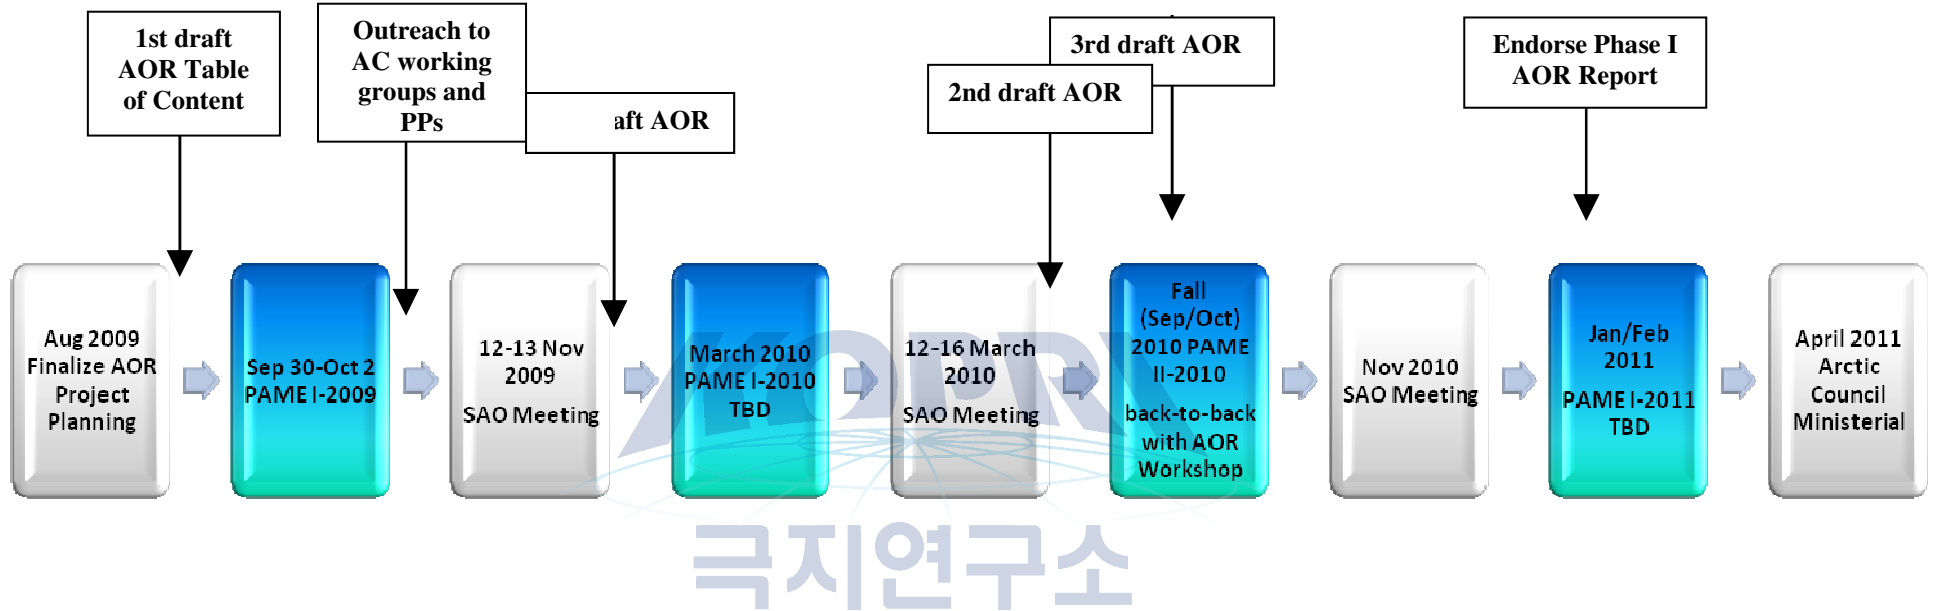 1st draft
AOR Table
of Content
Outreach to
AC working
groups and
PPs
aft AOR
2nd draft AOR
3rd draft AOR
Endorse Phase I
AOR Report
Aug 2009
Finalize AOR
Project
Planning
Sep 30-Oct 2
PAME I-2009
12-13 Nov
2009
SAO Meeting
March 2010
PAME I-2010
TBD
12-16 March
2010
SAO Meeting
Fall
(Sep/Oct)
2010 PAME
II-2010
back-to-back
with AOR
Workshop
Nov 2010
SAO Meeting
Jan/Feb
2011
PAME I-2011
TBD
April 2011
Arctic
Council
Ministerial
KOPRI
극지연구소